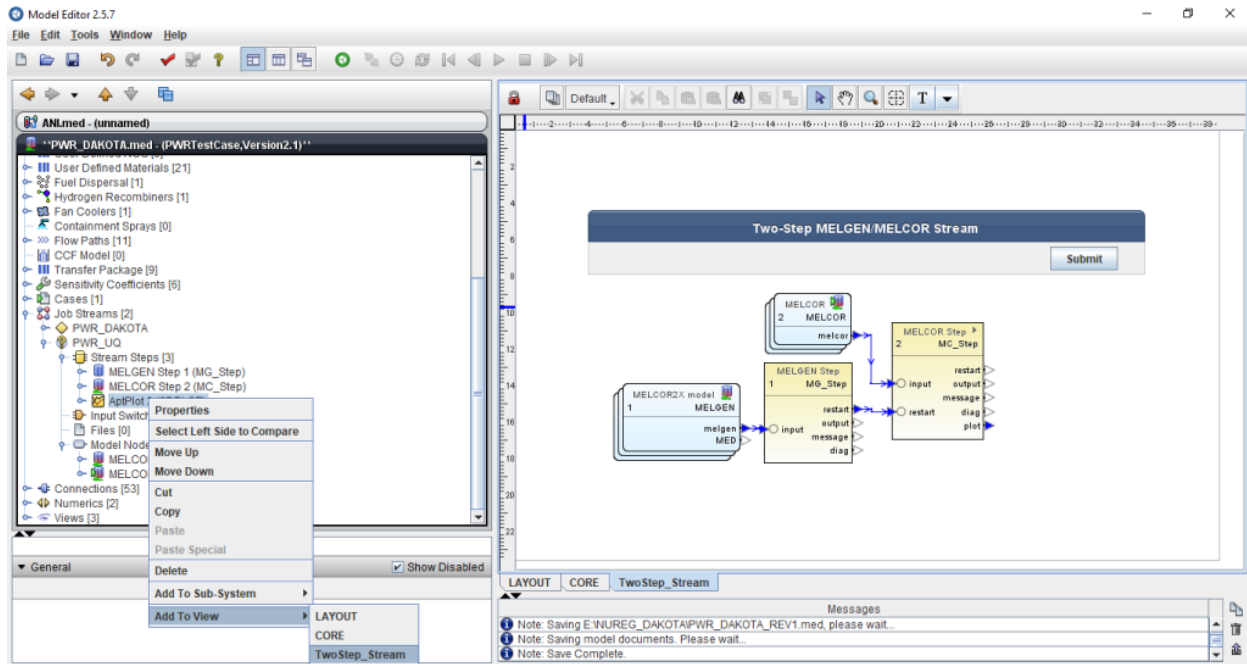 Model Editor 2.5.7
File Edit Tools Window Help
Default
ANI.med - (unnamed)
**PWR_DAKOTA.med - (PWRTestCase,Version2.1)**
User Defined Materials [21]
Fuel Dispersal [1]
Hydrogen Recombiners [1]
Fan Coolers [1]
Containment Sprays [0]
Flow Paths [11]
CCF Model [0]
Transfer Package [9]
Sensitivity Coefficients [6]
Cases [1]
Job Streams [2]
PWR_DAKOTA
PWR_UQ
Stream Steps [3]
MELGEN Step 1 (MG_Step)
MELCOR Step 2 (MC_Step)
AptPlot
Input Switch
Files [0]
Model Node
MELCO
MELCO
Connections [53]
Numerics [2]
Views [3]
Properties
Select Left Side to Compare
Move Up
Move Down
Cut
Copy
Paste
Paste Special
Delete
Add To Sub-System
Add To View
LAYOUT
CORE
TwoStep_Stream
General
Show Disabled
Two-Step MELGEN/MELCOR Stream
Submit
MELCOR
2 MELCOR
melcor
MELCOR Step
2 MC_Step
restart
input output
message
restart diag
plot
MELGEN Step
1 MG_Step
restart
input output
message
diag
MELCOR2X model
1 MELGEN
melgen
MED
LAYOUT CORE TwoStep_Stream
Messages
Note: Saving E:\NUREG_DAKOTA\PWR_DAKOTA_REV1.med, please wait...
Note: Saving model documents. Please wait...
Note: Save Complete.